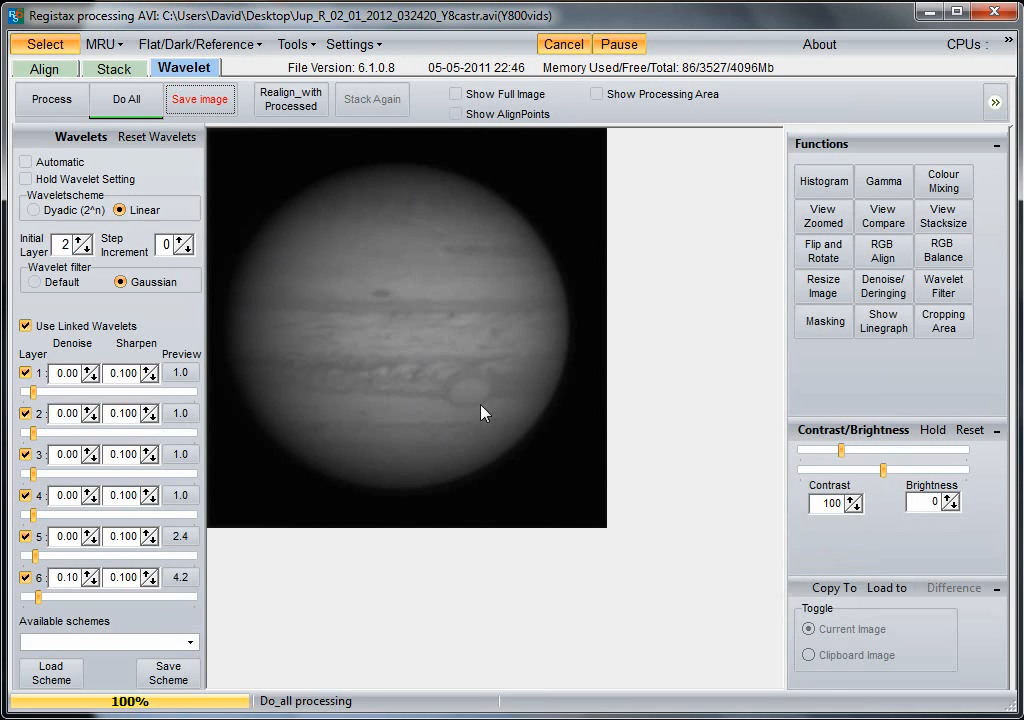 Registax processing AVI: C:\Users\David\Desktop\Jup_R_02_01_2012_032420_Y8castr.avi(Y800vids)
Select MRU Flat/Dark/Reference Tools Settings Cancel Pause About CPUs : »
Align Stack Wavelet File Version: 6.1.0.8 05-05-2011 22:46 Memory Used/Free/Total: 86/3527/4096Mb
Process Do All Save image Realign_with Processed Stack Again
Show Full Image Show Processing Area
Show AlignPoints
»
Wavelets Reset Wavelets
Automatic
Hold Wavelet Setting
Waveletscheme
Dyadic (2^n) Linear
Initial Layer 2 Step Increment 0
Wavelet filter
Default Gaussian
Use Linked Wavelets
Denoise Sharpen
Layer Preview
1 : 0.00 0.100 1.0
2 : 0.00 0.100 1.0
3 : 0.00 0.100 1.0
4 : 0.00 0.100 1.0
5 : 0.00 0.100 2.4
6 : 0.10 0.100 4.2
Available schemes
Load Scheme Save Scheme
Functions
Histogram Gamma Colour Mixing
View Zoomed View Compare View Stacksize
Flip and Rotate RGB Align RGB Balance
Resize Image Denoise/ Deringing Wavelet Filter
Masking Show Linegraph Cropping Area
Contrast/Brightness Hold Reset
Contrast Brightness
100 0
Copy To Load to Difference
Toggle
Current Image
Clipboard Image
100% Do_all processing